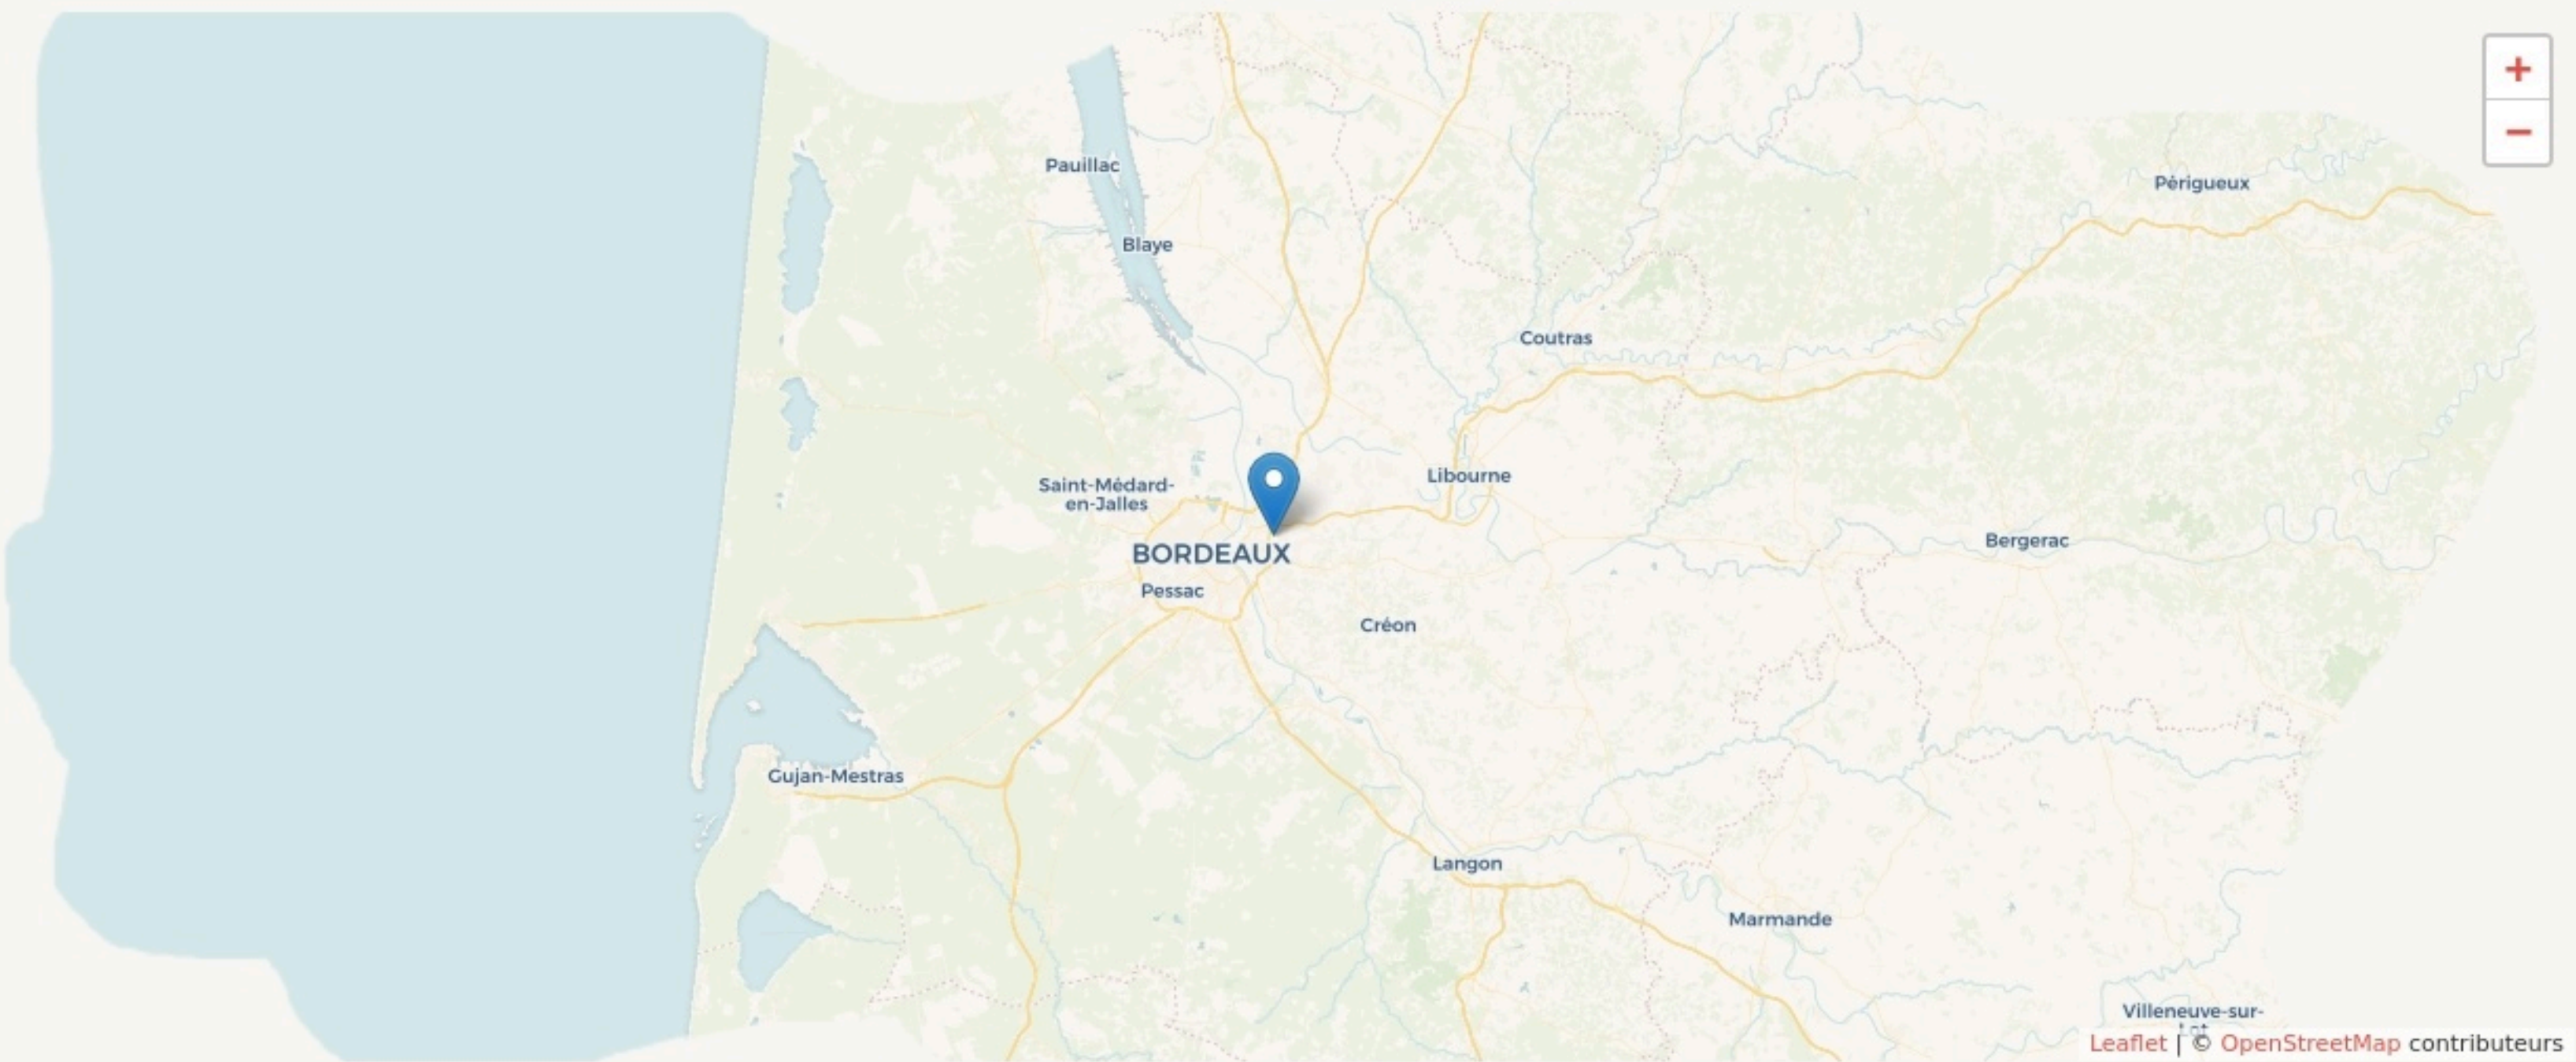 +
−
Pauillac
Périgueux
Blaye
Coutras
Saint-Médard-
en-Jalles
Libourne
BORDEAUX
Bergerac
Pessac
Créon
Gujan-Mestras
Langon
Marmande
Villeneuve-sur-
Lot
Leaflet | © OpenStreetMap contributeurs